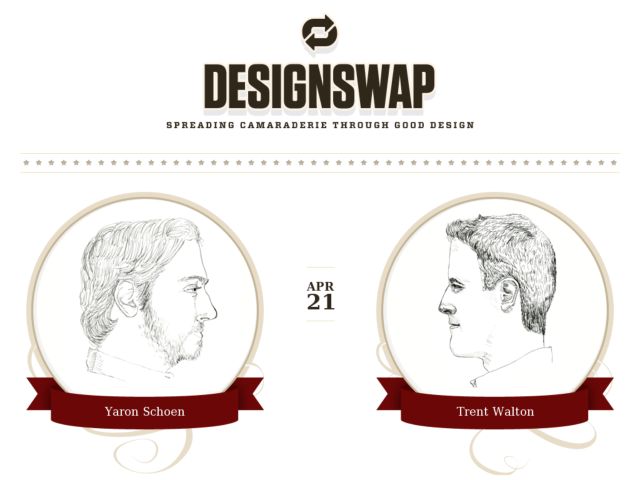 DESIGNSWAP
SPREADING CAMARADERIE THROUGH GOOD DESIGN
APR
21
Yaron Schoen
Trent Walton